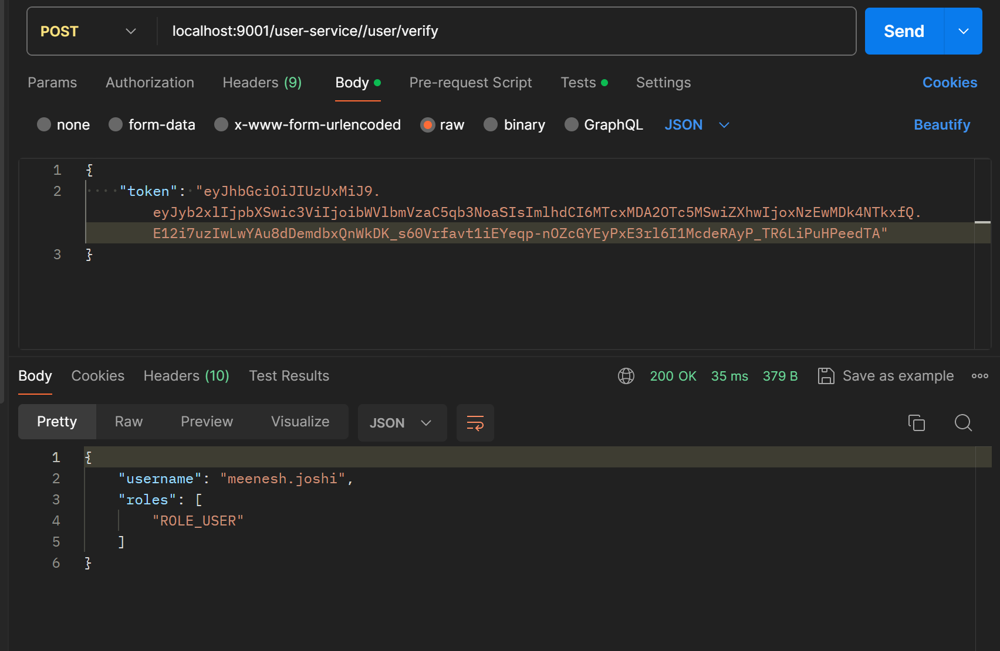 POST localhost:9001/user-service//user/verify Send
Params Authorization Headers (9) Body Pre-request Script Tests Settings Cookies
none form-data x-www-form-urlencoded raw binary GraphQL JSON Beautify
1 {
2 "token": "eyJhbGciOiJIUzUxMiJ9.
eyJyb2xlIjpbXSwic3ViIjoibWVlbmVzaC5qb3NoaSIsImlhdCI6MTcxMDA2OTc5MSwiZXhwIjoxNzEwMDk4NTkxfQ.
E12i7uzIwLwYAu8dDemdbxQnWkDK_s60Vrfavt1iEYeqp-nOZcGYEyPxE3rl6I1McdeRAyP_TR6LiPuHPeedTA"
3 }
Body Cookies Headers (10) Test Results 200 OK 35 ms 379 B Save as example
Pretty Raw Preview Visualize JSON
1 {
2 "username": "meenesh.joshi",
3 "roles": [
4 "ROLE_USER"
5 ]
6 }